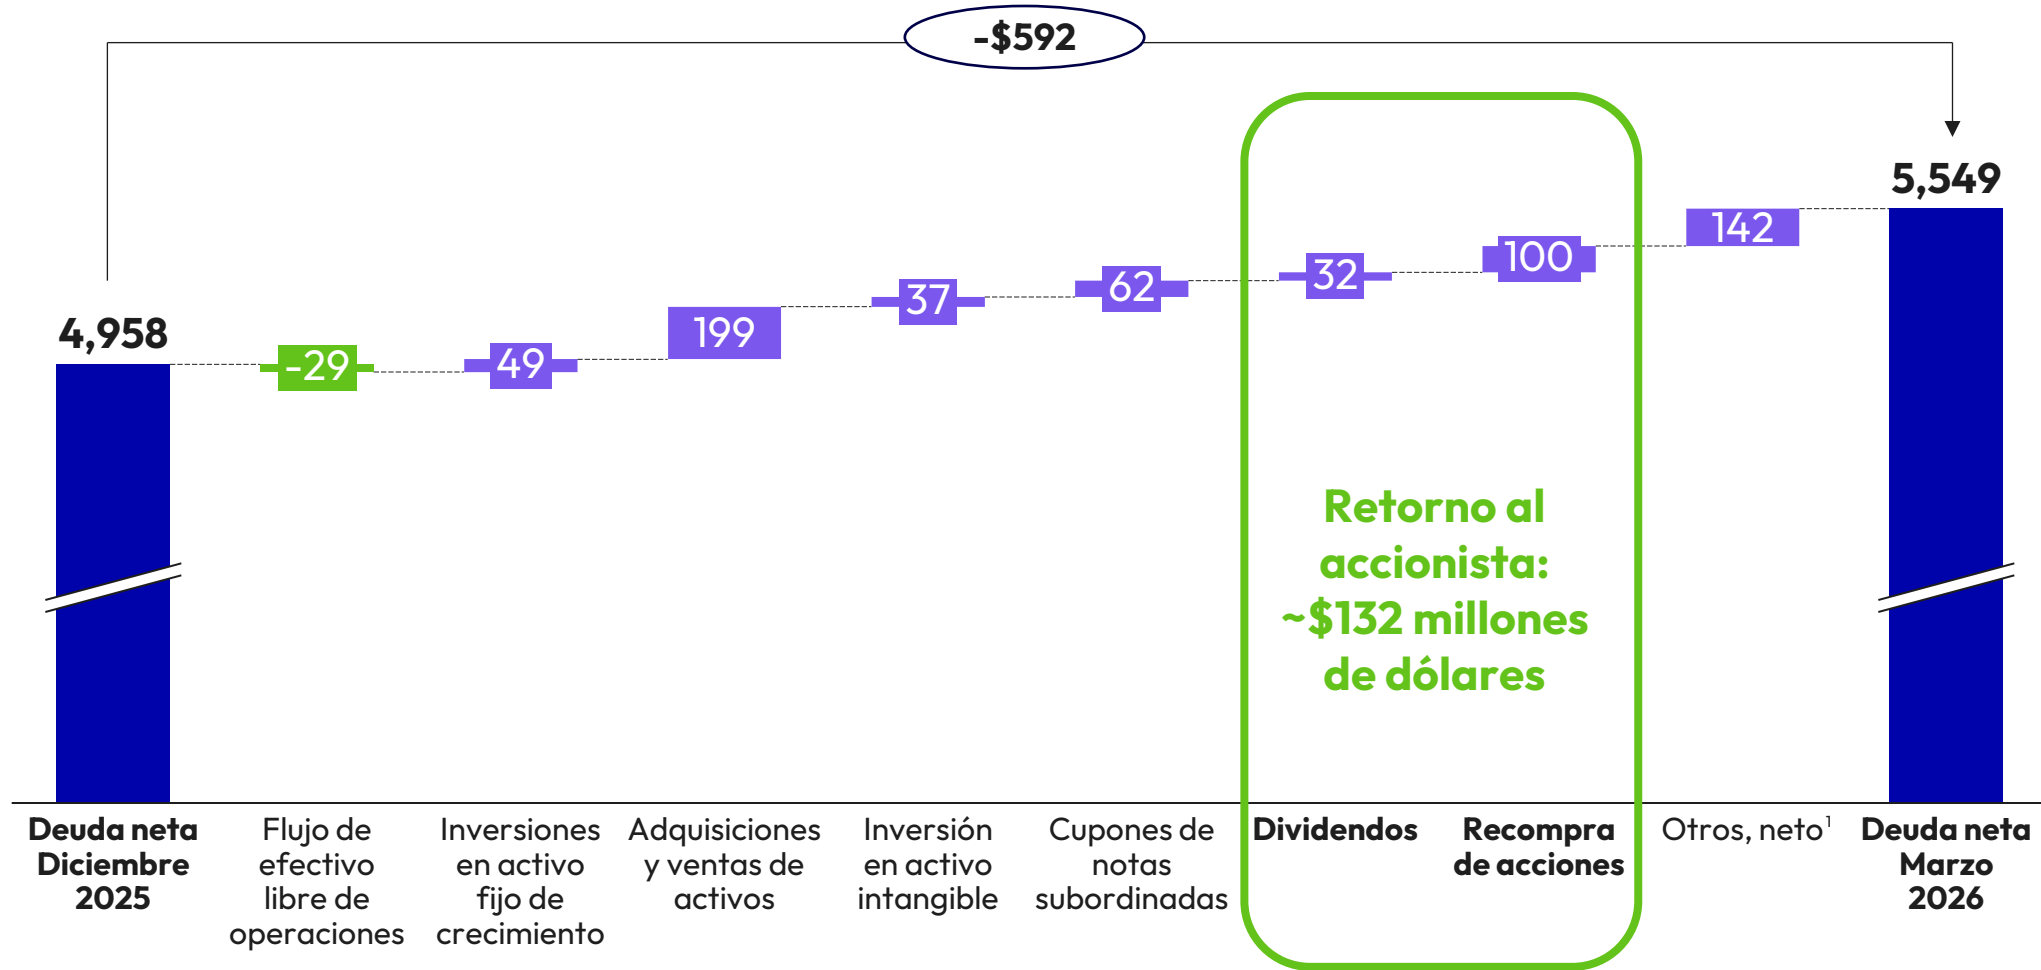 -$592
5,549
142
100
32
62
37
199
49
-29
4,958
Retorno al
accionista:
~$132 millones
de dólares
Deuda neta
Diciembre
2025
Flujo de
efectivo
libre de
operaciones
Inversiones
en activo
fijo de
crecimiento
Adquisiciones
y ventas de
activos
Inversión
en activo
intangible
Cupones de
notas
subordinadas
Dividendos
Recompra
de acciones
Otros, neto¹
Deuda neta
Marzo
2026